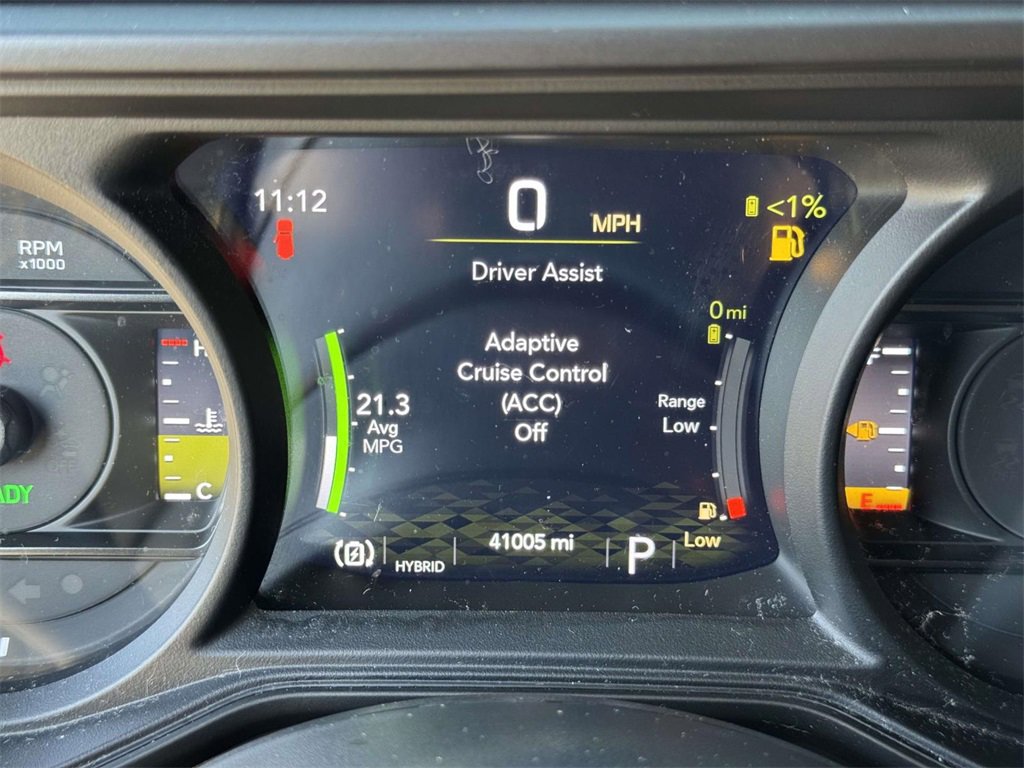 11:12
0 MPH
<1%
RPM
x1000
Driver Assist
0 mi
H
F
Adaptive
Cruise Control
(ACC)
Off
21.3
Avg
MPG
Range
Low
C
E
ADY
41005 mi
P
Low
HYBRID